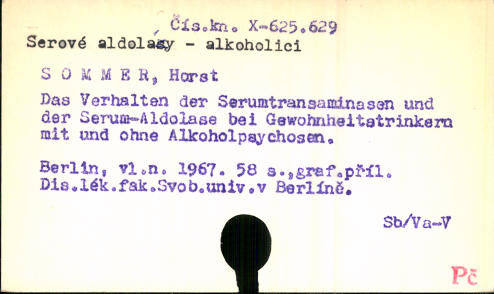 Čís.kn. X-625.629
Serové aldolásy - alkoholici
S O M M E R, Horst
Das Verhalten der Serumtransaminasen und
der Serum-Aldolase bei Gewohnheitstrinkern
mit und ohne Alkoholpsychosen.
Berlin, vl.n. 1967. 58 s.,graf.příl.
Dis.lék.fak.Svob.univ.v Berlíně.
Sb/Va-V
Pč